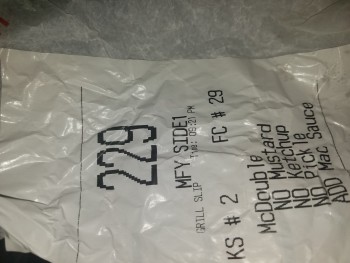 229
MFY SIDE1
GRILL SLIP
KS # 2 FC # 29
McDouble
NO Mustard
NO Ketchup
NO Pickle
ADD Mac Sauce